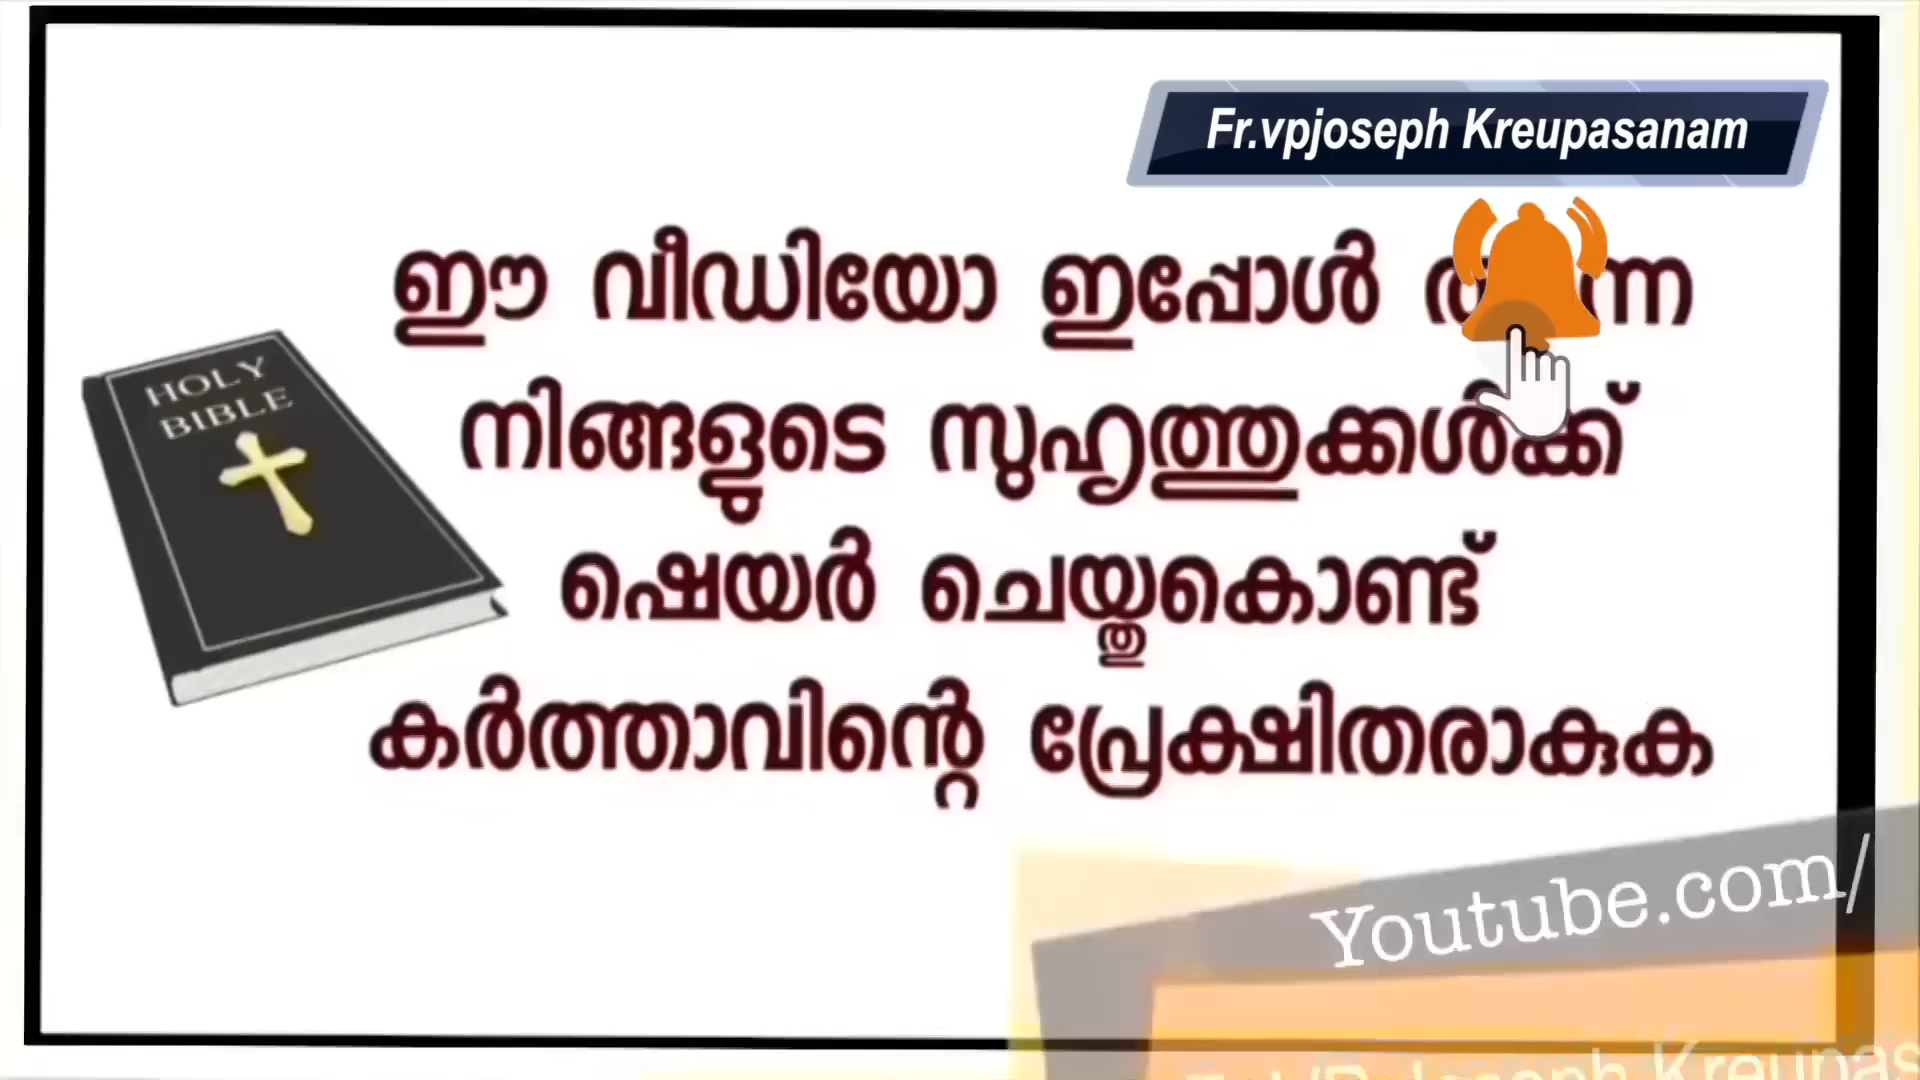 Fr.vpjoseph Kreupasanam
ഈ വീഡിയോ ഇപ്പോൾ
നിങ്ങളുടെ സുഹൃത്തുക്കൾക്ക്
ഷെയർ ചെയ്തുകൊണ്ട്
കർത്താവിന്റെ പ്രേക്ഷിതരാകുക
HOLY
BIBLE
Youtube.com/